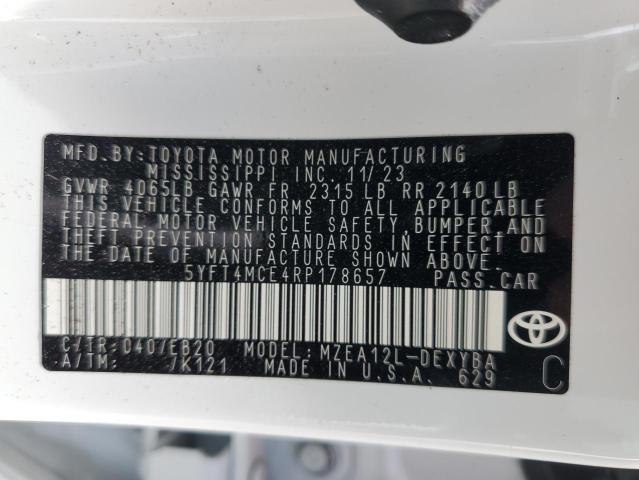 MFD.BY:TOYOTA MOTOR MANUFACTURING
MISSISSIPPI INC. 11/23
GVWR 4065LB GAWR FR 2315 LB RR 2140 LB
THIS VEHICLE CONFORMS TO ALL APPLICABLE
FEDERAL MOTOR VEHICLE SAFETY, BUMPER, AND
THEFT PREVENTION STANDARDS IN EFFECT ON
THE DATE OF MANUFACTURE SHOWN ABOVE.
5YFT4MCE4RP178657 PASS.CAR
C/TR:040/EB20 MODEL:MZEA12L-DEXYBA
A/TM: /K121 MADE IN U.S.A. 629
C